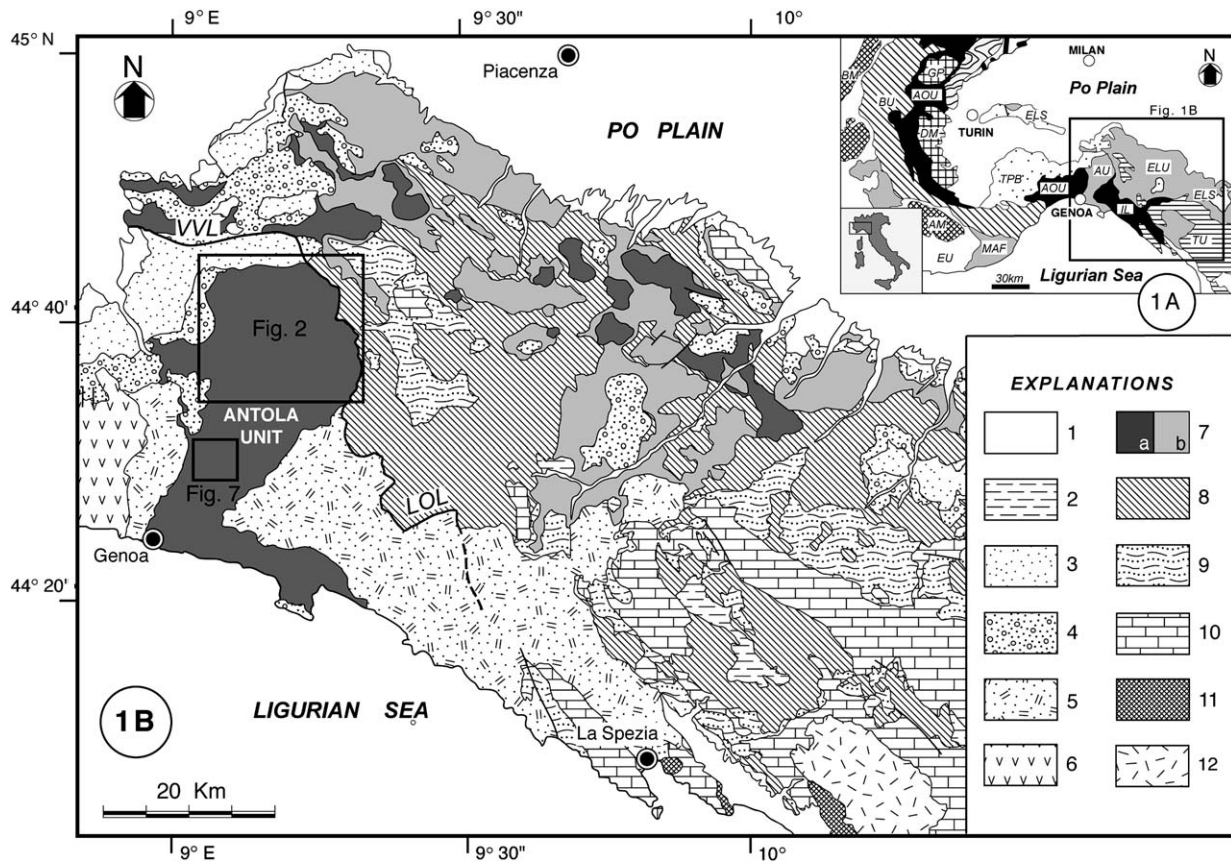 9° E
9° 30"
10°
45° N
44° 40'
44° 20'
N
Piacenza
PO PLAIN
VVL
Fig. 2
ANTOLA
UNIT
Fig. 7
Genoa
LOL
LIGURIAN SEA
La Spezia
1B
20 Km
9° E
9° 30"
10°
MILAN
N
BM
GP
Po Plain
AOU
BU
TURIN
ELS
Fig. 1B
DM
TPB
AOU
AU
ELU
GENOA
ELS
IL
AM
MAF
EU
TU
Ligurian Sea
30km
1A
EXPLANATIONS
1
a
b
7
2
8
3
9
4
10
5
11
6
12